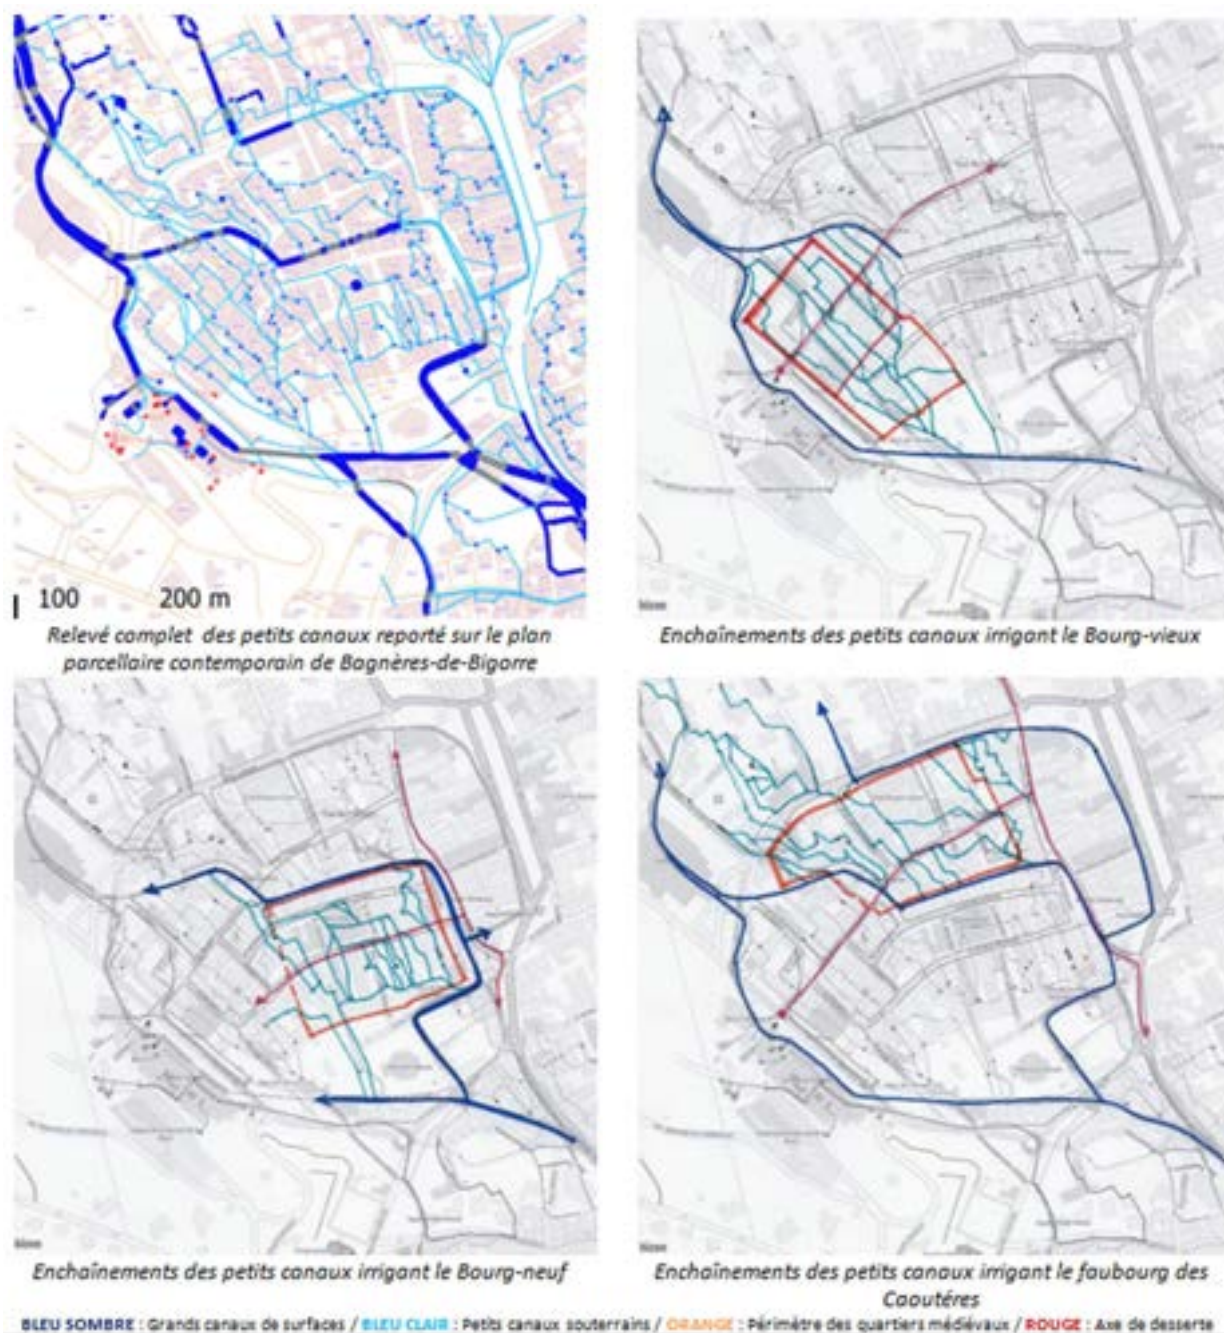 100 200 m
Relevé complet des petits canaux reporté sur le plan
parcellaire contemporain de Bagnères-de-Bigorre
Enchaînements des petits canaux irrigant le Bourg-vieux
Enchaînements des petits canaux irrigant le Bourg-neuf
Enchaînements des petits canaux irrigant le faubourg des
Caoutéres
BLEU SOMBRE : Grands canaux de surfaces / BLEU CLAIR : Petits canaux souterrains / ORANGE : Périmètre des quartiers médiévaux / ROUGE : Axe de desserte